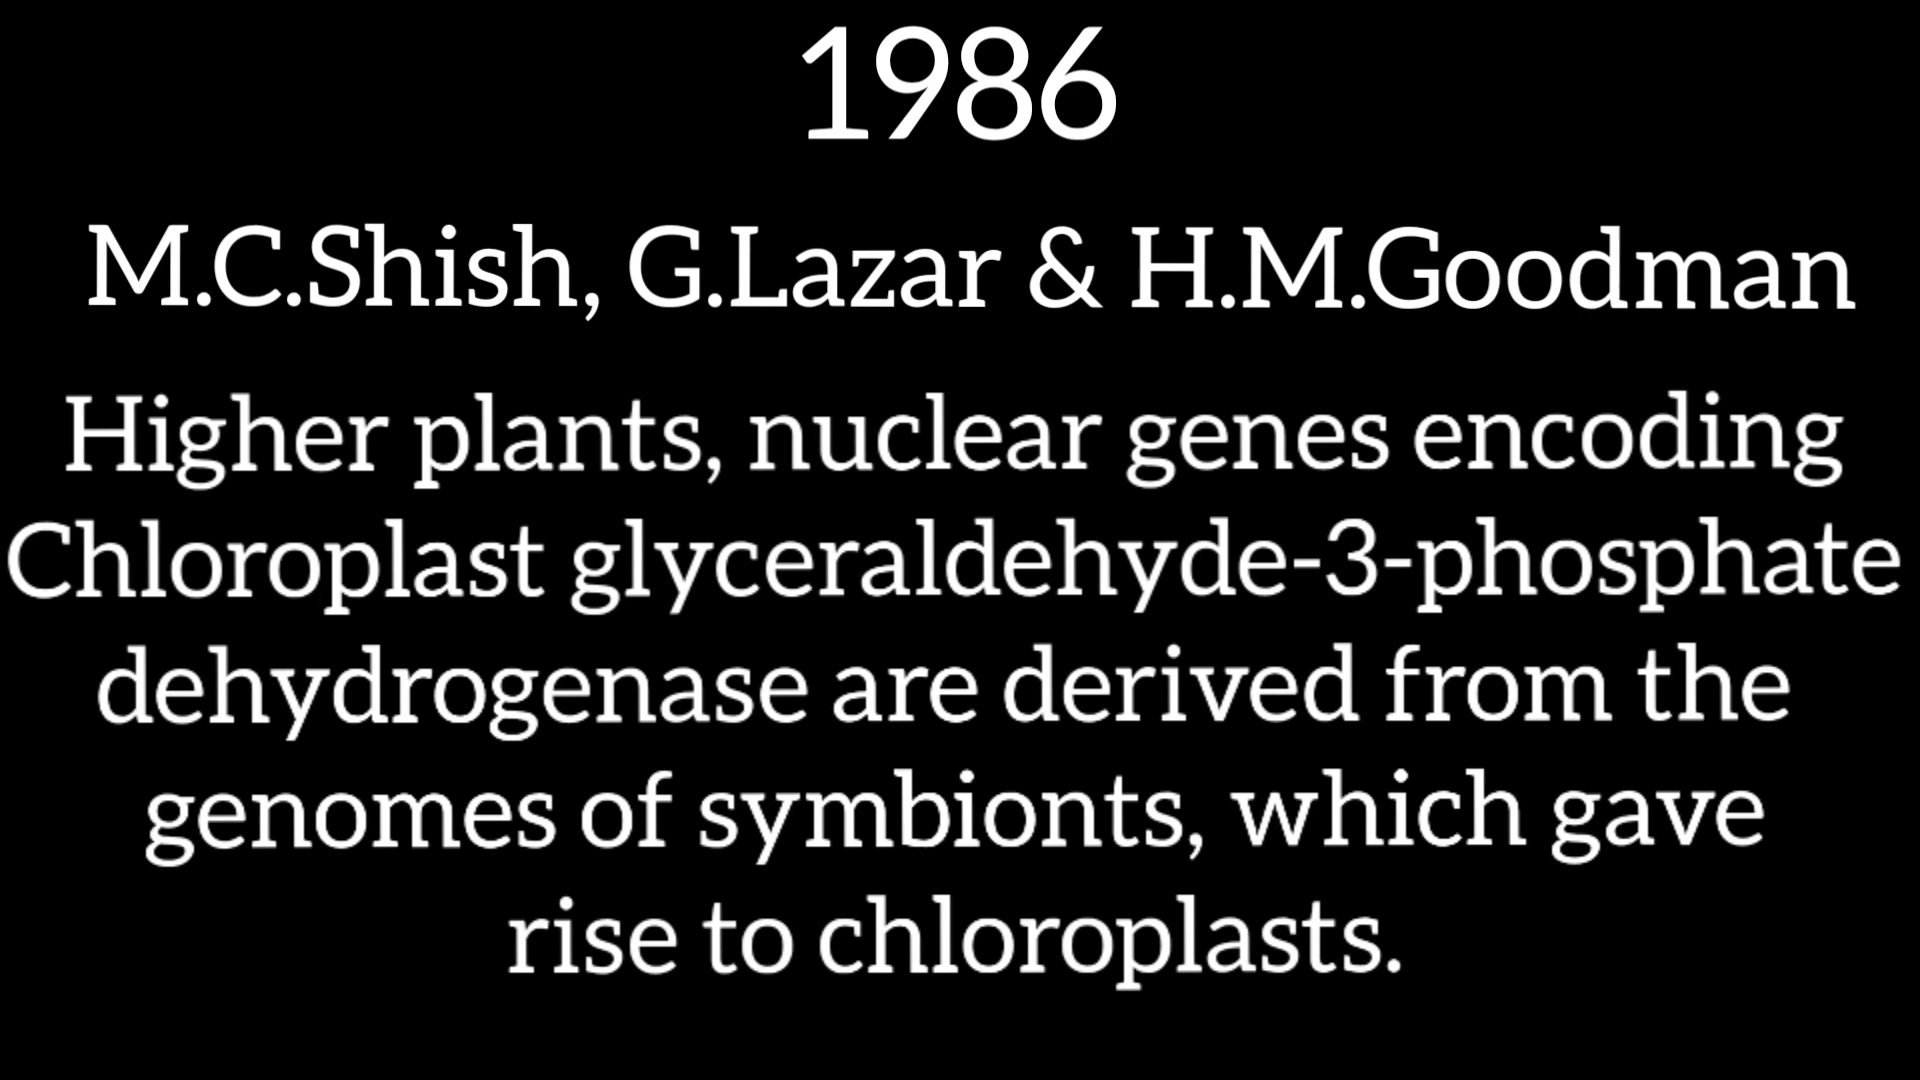 1986
M.C.Shish, G.Lazar & H.M.Goodman
Higher plants, nuclear genes encoding
Chloroplast glyceraldehyde-3-phosphate
dehydrogenase are derived from the
genomes of symbionts, which gave
rise to chloroplasts.